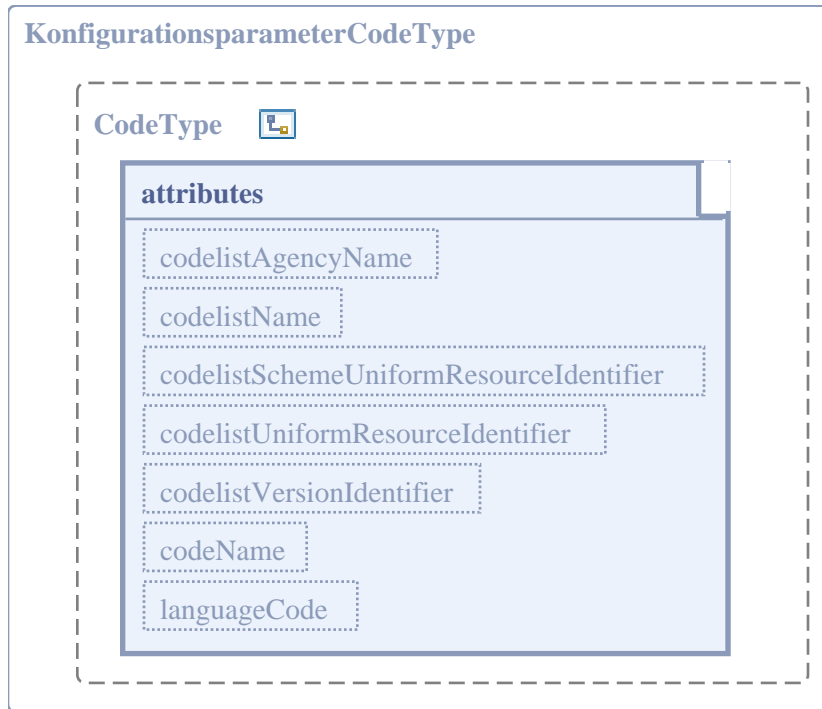 KonfigurationsparameterCodeType
CodeType
attributes
codelistAgencyName
codelistName
codelistSchemeUniformResourceIdentifier
codelistUniformResourceIdentifier
codelistVersionIdentifier
codeName
languageCode